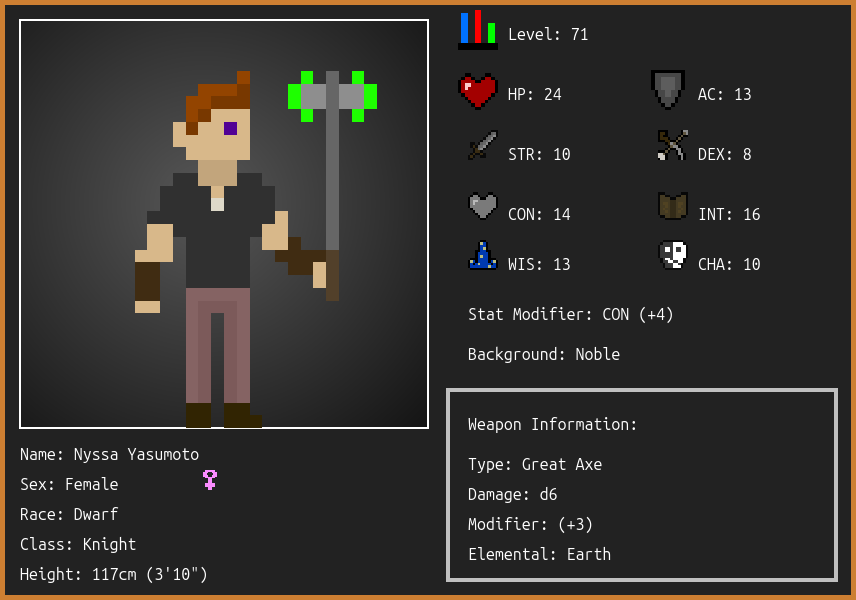 Level: 71
HP: 24
AC: 13
STR: 10
DEX: 8
CON: 14
INT: 16
WIS: 13
CHA: 10
Stat Modifier: CON (+4)
Background: Noble
Weapon Information:
Type: Great Axe
Damage: d6
Modifier: (+3)
Elemental: Earth
Name: Nyssa Yasumoto
Sex: Female
Race: Dwarf
Class: Knight
Height: 117cm (3'10")